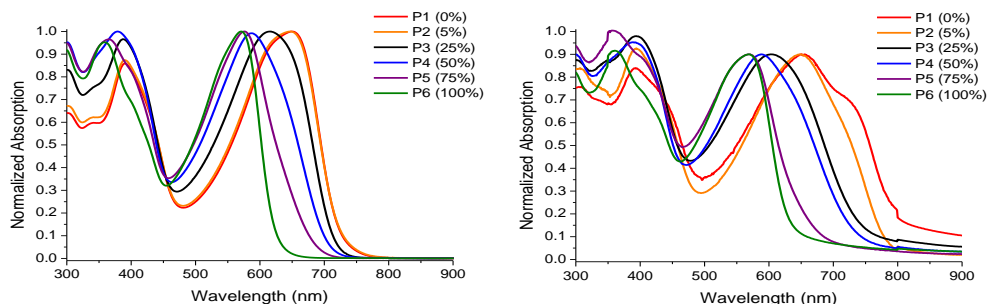 1.0
0.9
0.8
0.7
0.6
0.5
0.4
0.3
0.2
0.1
0.0
Normalized Absorption
300 400 500 600 700 800 900
Wavelength (nm)
P1 (0%)
P2 (5%)
P3 (25%)
P4 (50%)
P5 (75%)
P6 (100%)
1.0
0.9
0.8
0.7
0.6
0.5
0.4
0.3
0.2
0.1
0.0
Normalized Absorption
300 400 500 600 700 800 900
Wavelength (nm)
P1 (0%)
P2 (5%)
P3 (25%)
P4 (50%)
P5 (75%)
P6 (100%)